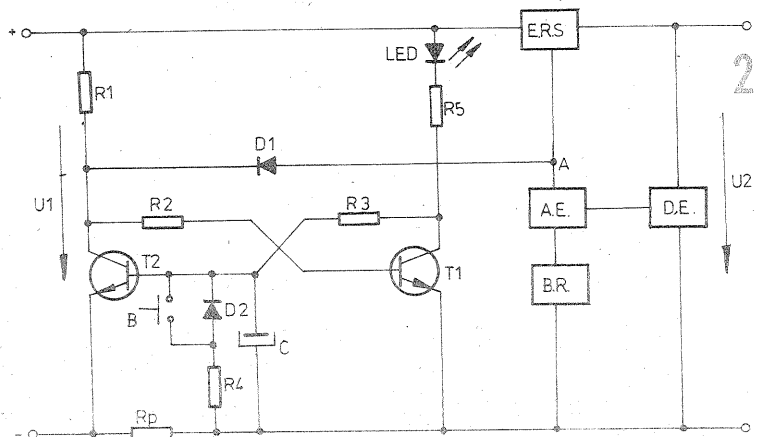 +
E.R.S
LED
2
R1
R5
D1
A
U1
R2
R3
A.E.
D.E.
U2
T2
T1
B
D2
B.R.
C
R4
Rp
-